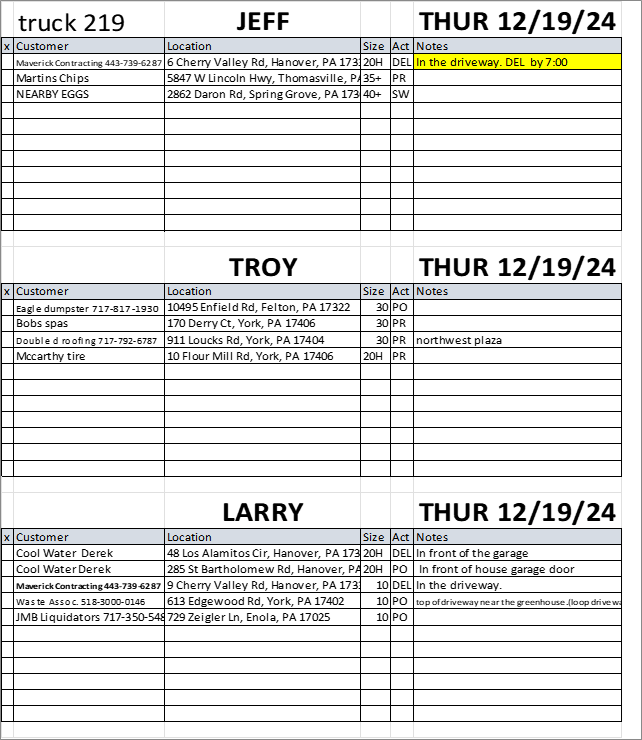 truck 219 JEFF THUR 12/19/24
x Customer Location Size Act Notes
Maverick Contracting 443-739-6287 6 Cherry Valley Rd, Hanover, PA 173 20H DEL In the driveway. DEL by 7:00
Martins Chips 5847 W Lincoln Hwy, Thomasville, PA 35+ PR
NEARBY EGGS 2862 Daron Rd, Spring Grove, PA 173 40+ SW
TROY THUR 12/19/24
x Customer Location Size Act Notes
Eagle dumpster 717-817-1930 10495 Enfield Rd, Felton, PA 17322 30 PO
Bobs spas 170 Derry Ct, York, PA 17406 30 PR
Double d roofing 717-792-6787 911 Loucks Rd, York, PA 17404 30 PR northwest plaza
Mccarthy tire 10 Flour Mill Rd, York, PA 17406 20H PR
LARRY THUR 12/19/24
x Customer Location Size Act Notes
Cool Water Derek 48 Los Alamitos Cir, Hanover, PA 173 20H DEL In front of the garage
Cool Water Derek 285 St Bartholomew Rd, Hanover, PA 20H PO In front of house garage door
Maverick Contracting 443-739-6287 9 Cherry Valley Rd, Hanover, PA 173 10 DEL In the driveway.
Waste Assoc. 518-3000-0146 613 Edgewood Rd, York, PA 17402 10 PO top of driveway near the greenhouse.(loop drivewa
JMB Liquidators 717-350-548 729 Zeigler Ln, Enola, PA 17025 10 PO